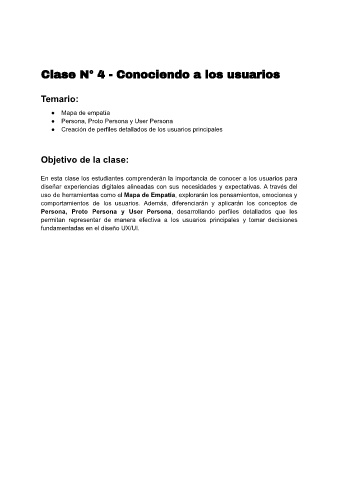 Clase N° 4 - Conociendo a los usuarios
Temario:
● Mapa de empatía
● Persona, Proto Persona y User Persona
● Creación de perfiles detallados de los usuarios principales
Objetivo de la clase:
En esta clase los estudiantes comprenderán la importancia de conocer a los usuarios para
diseñar experiencias digitales alineadas con sus necesidades y expectativas. A través del
uso de herramientas como el Mapa de Empatía, explorarán los pensamientos, emociones y
comportamientos de los usuarios. Además, diferenciarán y aplicarán los conceptos de
Persona, Proto Persona y User Persona, desarrollando perfiles detallados que les
permitan representar de manera efectiva a los usuarios principales y tomar decisiones
fundamentadas en el diseño UX/UI.